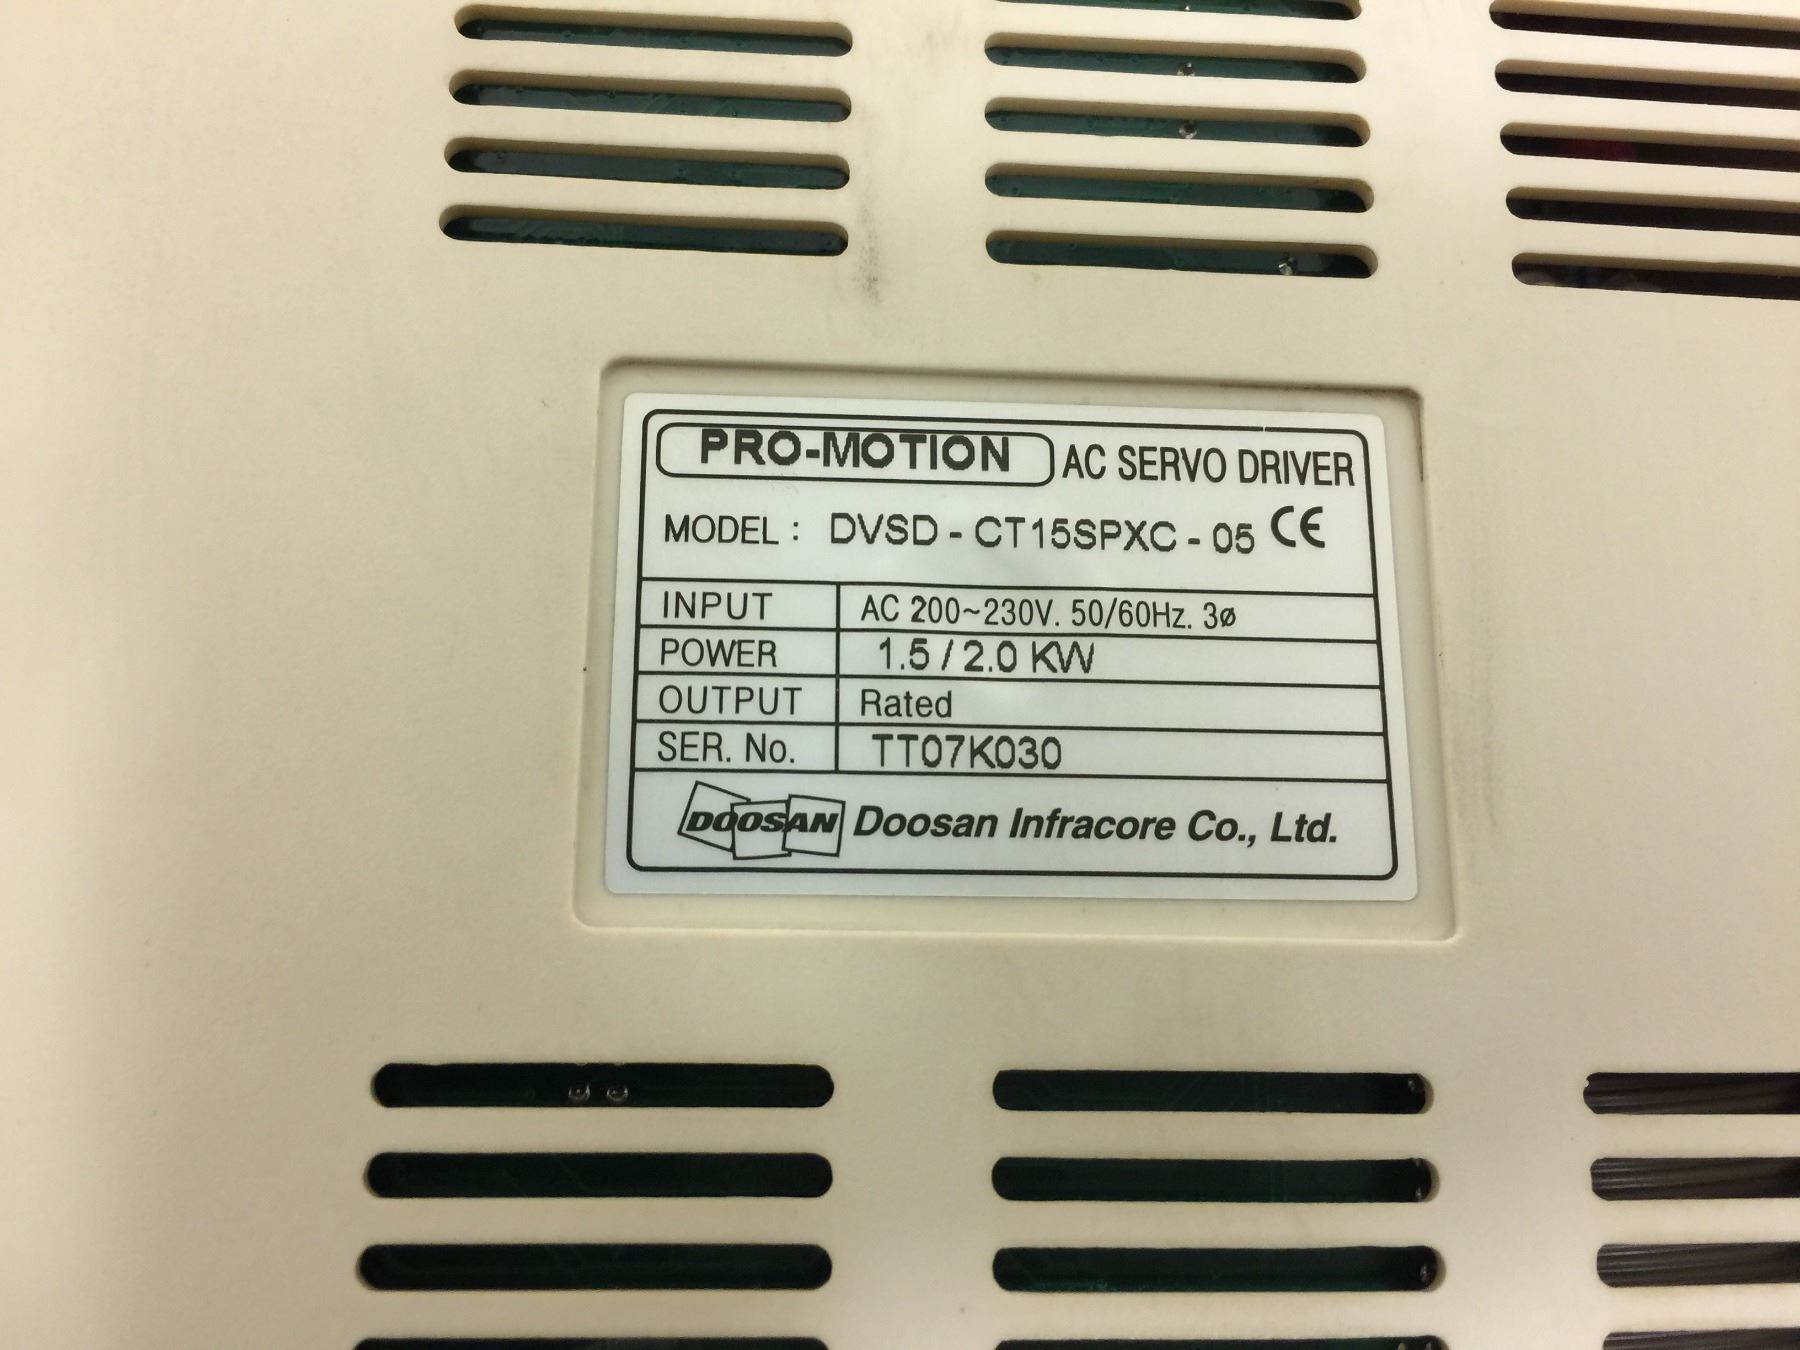 PRO-MOTION AC SERVO DRIVER
MODEL : DVSD - CT15SPXC - 05 CE
INPUT AC 200~230V. 50/60Hz. 3ø
POWER 1.5 / 2.0 KW
OUTPUT Rated
SER. No. TT07K030
DOOSAN Doosan Infracore Co., Ltd.